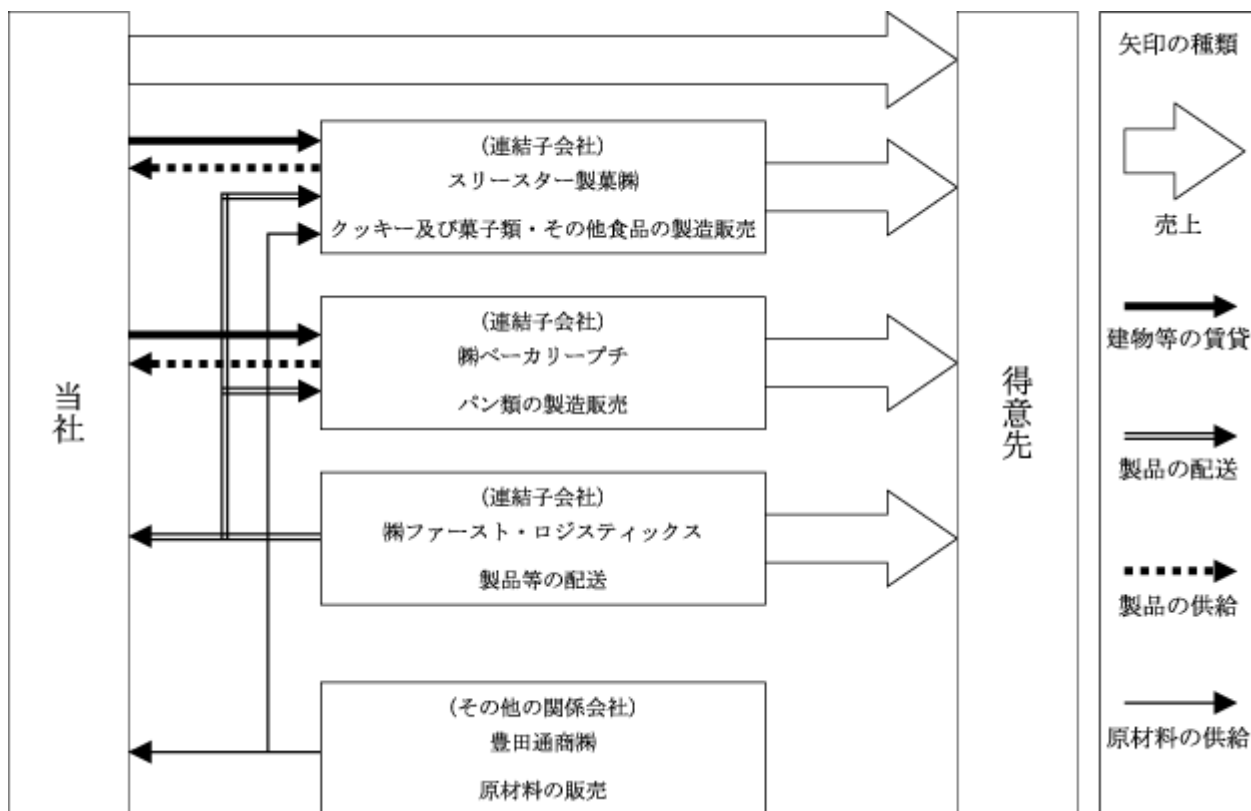 当社
(連結子会社)
スリースター製菓㈱
クッキー及び菓子類・その他食品の製造販売
(連結子会社)
㈱ベーカリープチ
パン類の製造販売
(連結子会社)
㈱ファースト・ロジスティックス
製品等の配送
(その他の関係会社)
豊田通商㈱
原材料の販売
得意先
矢印の種類
売上
建物等の賃貸
製品の配送
製品の供給
原材料の供給